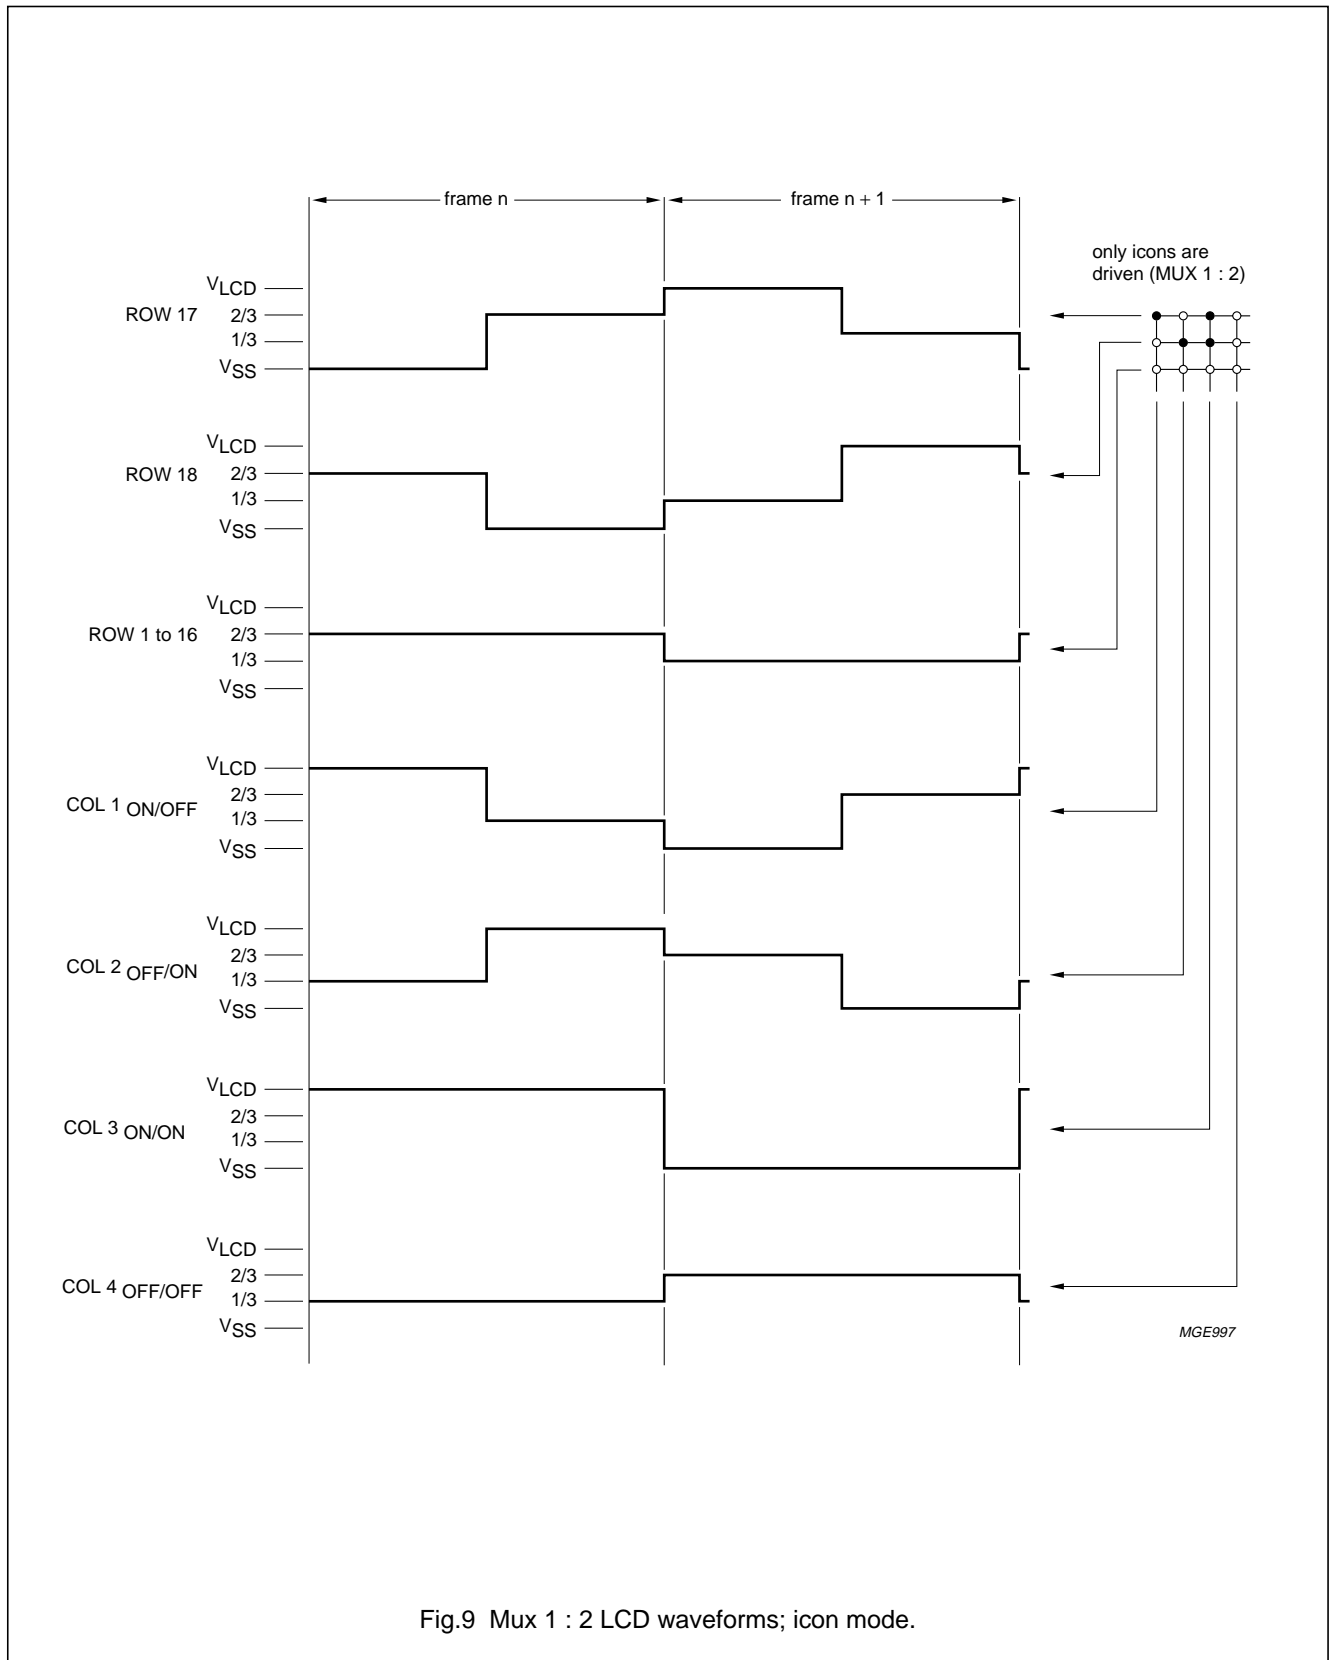 frame n
frame n + 1
only icons are
driven (MUX 1 : 2)
VLCD
ROW 17
2/3
1/3
VSS
VLCD
ROW 18
2/3
1/3
VSS
VLCD
ROW 1 to 16
2/3
1/3
VSS
VLCD
COL 1 ON/OFF
2/3
1/3
VSS
VLCD
COL 2 OFF/ON
2/3
1/3
VSS
VLCD
COL 3 ON/ON
2/3
1/3
VSS
VLCD
COL 4 OFF/OFF
2/3
1/3
VSS
MGE997
Fig.9 Mux 1 : 2 LCD waveforms; icon mode.